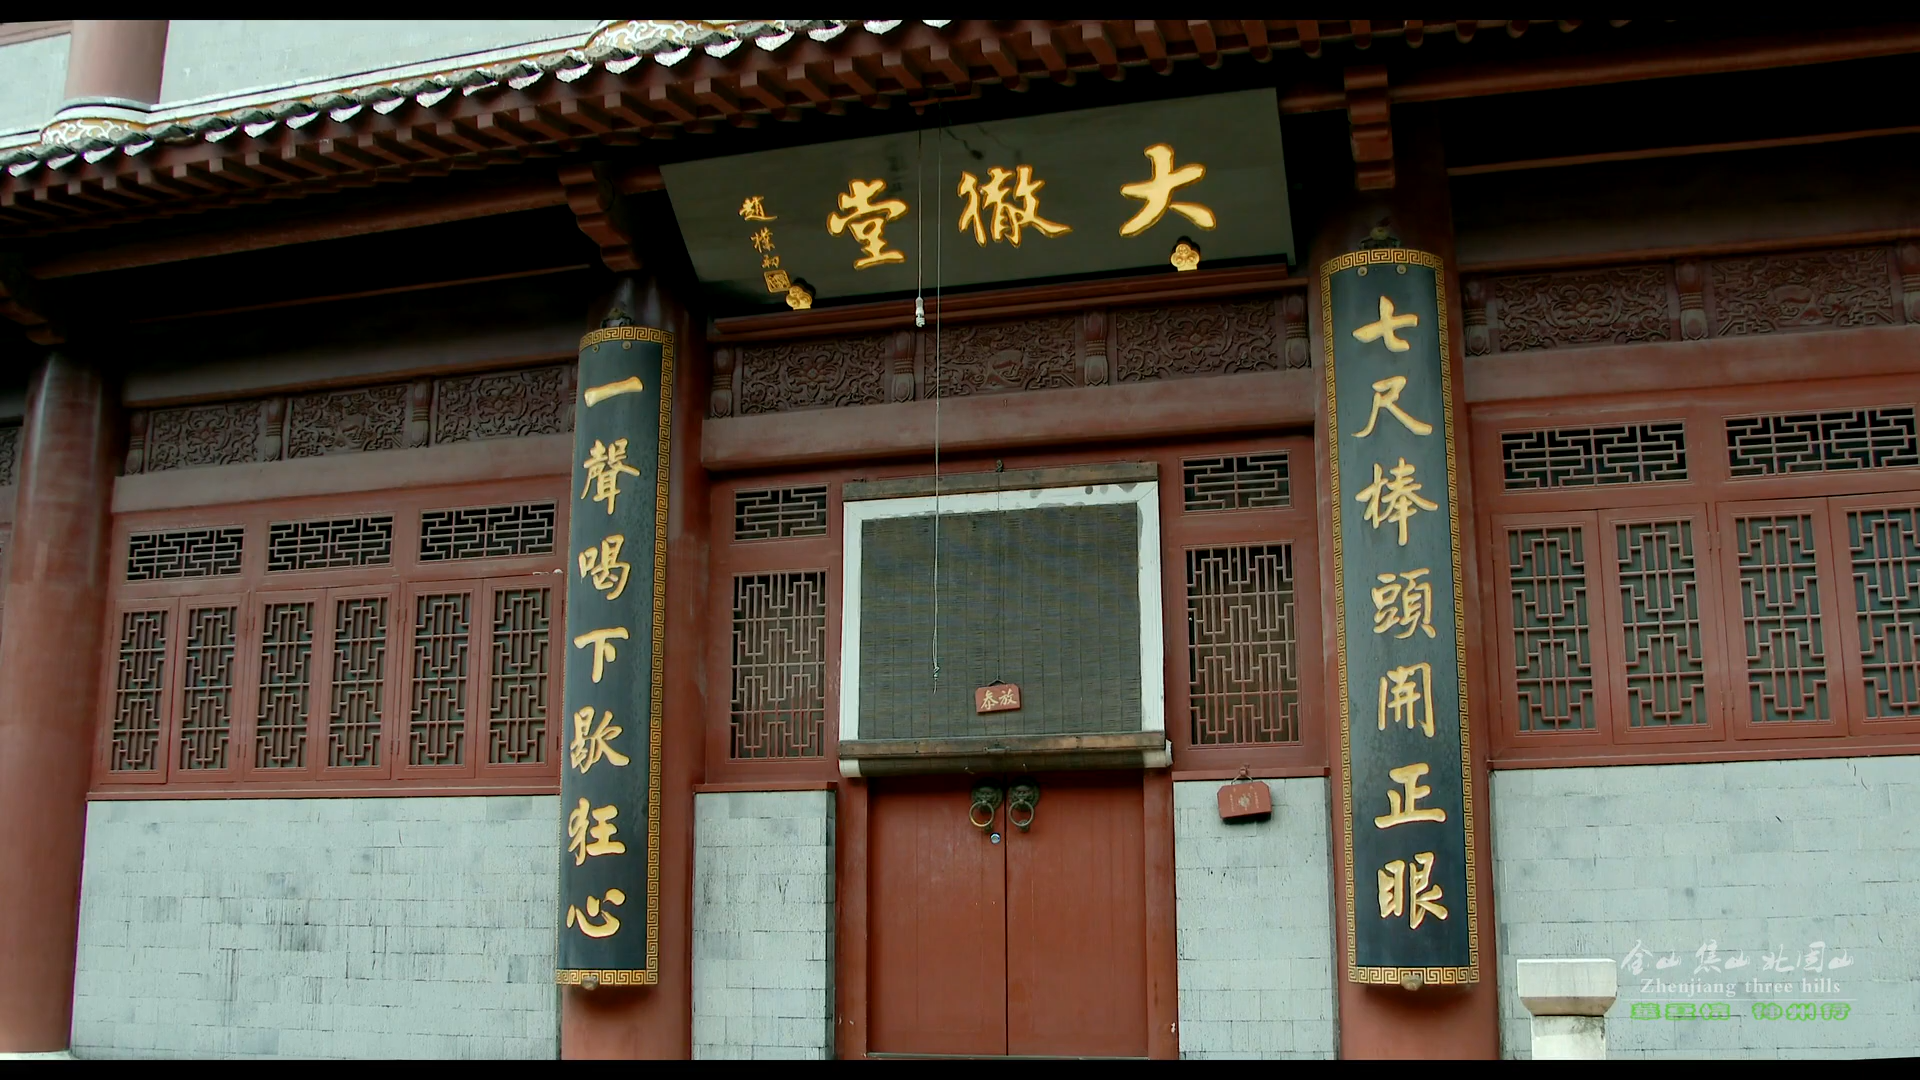 大徹堂
趙樸初
七尺棒頭開正眼
一聲喝下歇狂心
放參
金山 焦山 北固山
Zhenjiang three hills